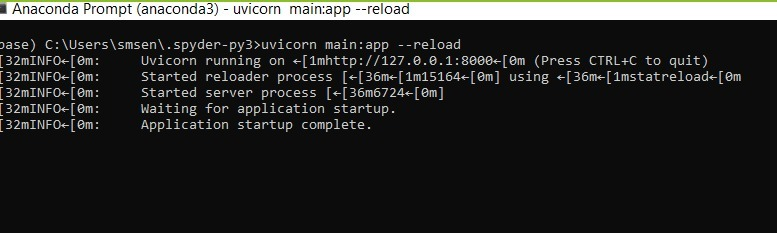 Anaconda Prompt (anaconda3) - uvicorn main:app --reload
base) C:\Users\smsen\.spyder-py3>uvicorn main:app --reload
[32mINFO←[0m:     Uvicorn running on ←[1mhttp://127.0.0.1:8000←[0m (Press CTRL+C to quit)
[32mINFO←[0m:     Started reloader process [←[36m←[1m15164←[0m] using ←[36m←[1mstatreload←[0m
[32mINFO←[0m:     Started server process [←[36m6724←[0m]
[32mINFO←[0m:     Waiting for application startup.
[32mINFO←[0m:     Application startup complete.